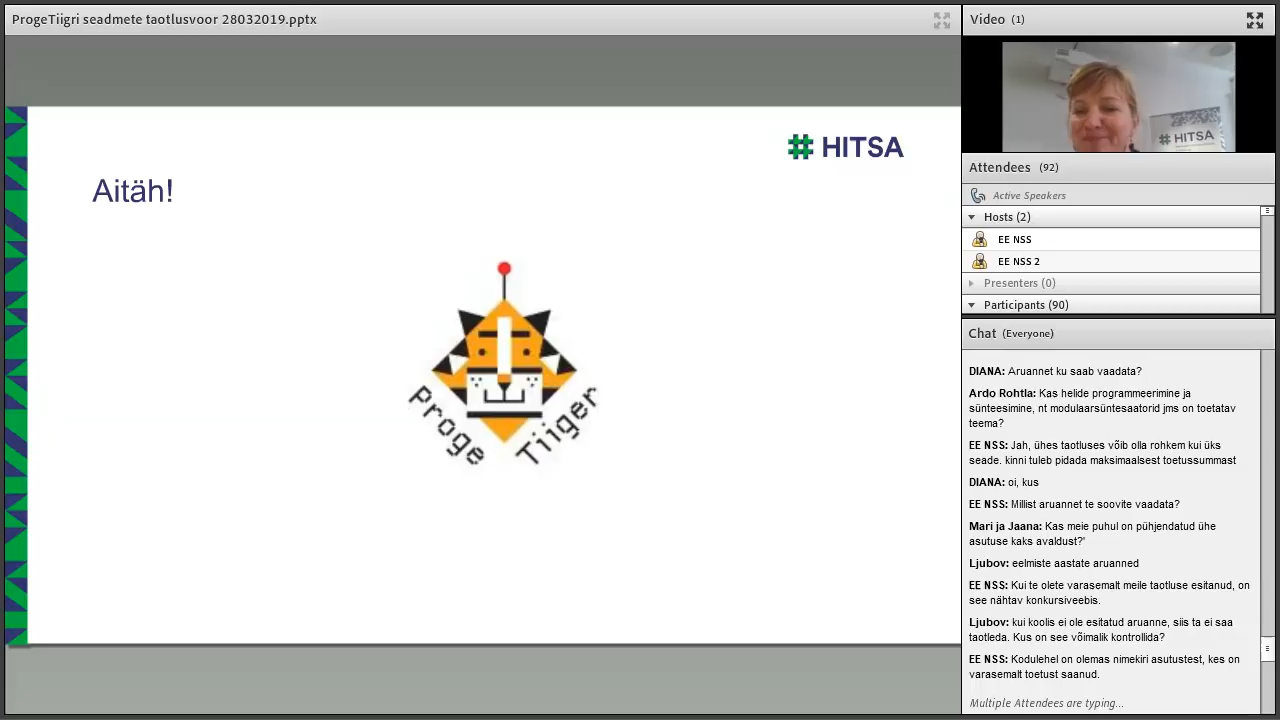 ProgeTiigri seadmete taotlusvoor 28032019.pptx
HITSA
Aitäh!
Proge Tiiger
Video (1)
# HITSA
Attendees (92)
Active Speakers
Hosts (2)
EE NSS
EE NSS 2
Presenters (0)
Participants (90)
Chat (Everyone)
DIANA: Aruannet ku saab vaadata?
Ardo Rohtla: Kas helide programmeerimine ja
sünteesimine, nt modulaarsüntesaatorid jms on toetatav
teema?
EE NSS: Jah, ühes taotluses võib olla rohkem kui üks
seade. kinni tuleb pidada maksimaalsest toetussummast
DIANA: oi, kus
EE NSS: Millist aruannet te soovite vaadata?
Mari ja Jaana: Kas meie puhul on pühjendatud ühe
asutuse kaks avaldust?'
Ljubov: eelmiste aastate aruanned
EE NSS: Kui te olete varasemalt meile taotluse esitanud, on
see nähtav konkursiveebis.
Ljubov: kui koolis ei ole esitatud aruanne, siis ta ei saa
taotleda. Kus on see võimalik kontrollida?
EE NSS: Kodulehel on olemas nimekiri asutustest, kes on
varasemalt toetust saanud.
Multiple Attendees are typing...